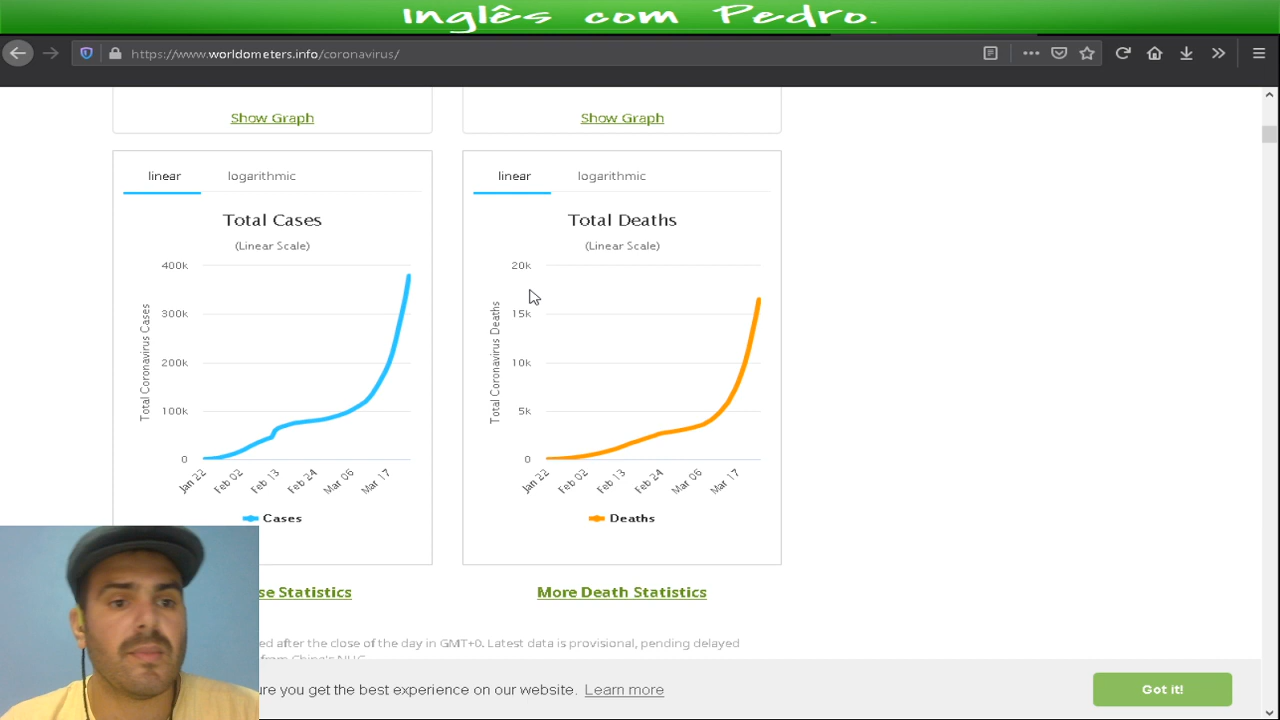 Inglês com Pedro.
https://www.worldometers.info/coronavirus/
Show Graph
Show Graph
linear
logarithmic
Total Cases
(Linear Scale)
400k
300k
200k
100k
0
Total Coronavirus Cases
Jan 22
Feb 02
Feb 13
Feb 24
Mar 06
Mar 17
Cases
linear
logarithmic
Total Deaths
(Linear Scale)
20k
15k
10k
5k
0
Total Coronavirus Deaths
Jan 22
Feb 02
Feb 13
Feb 24
Mar 06
Mar 17
Deaths
se Statistics
More Death Statistics
ed after the close of the day in GMT+0. Latest data is provisional, pending delayed
from China's NHC
ure you get the best experience on our website. Learn more
Got it!